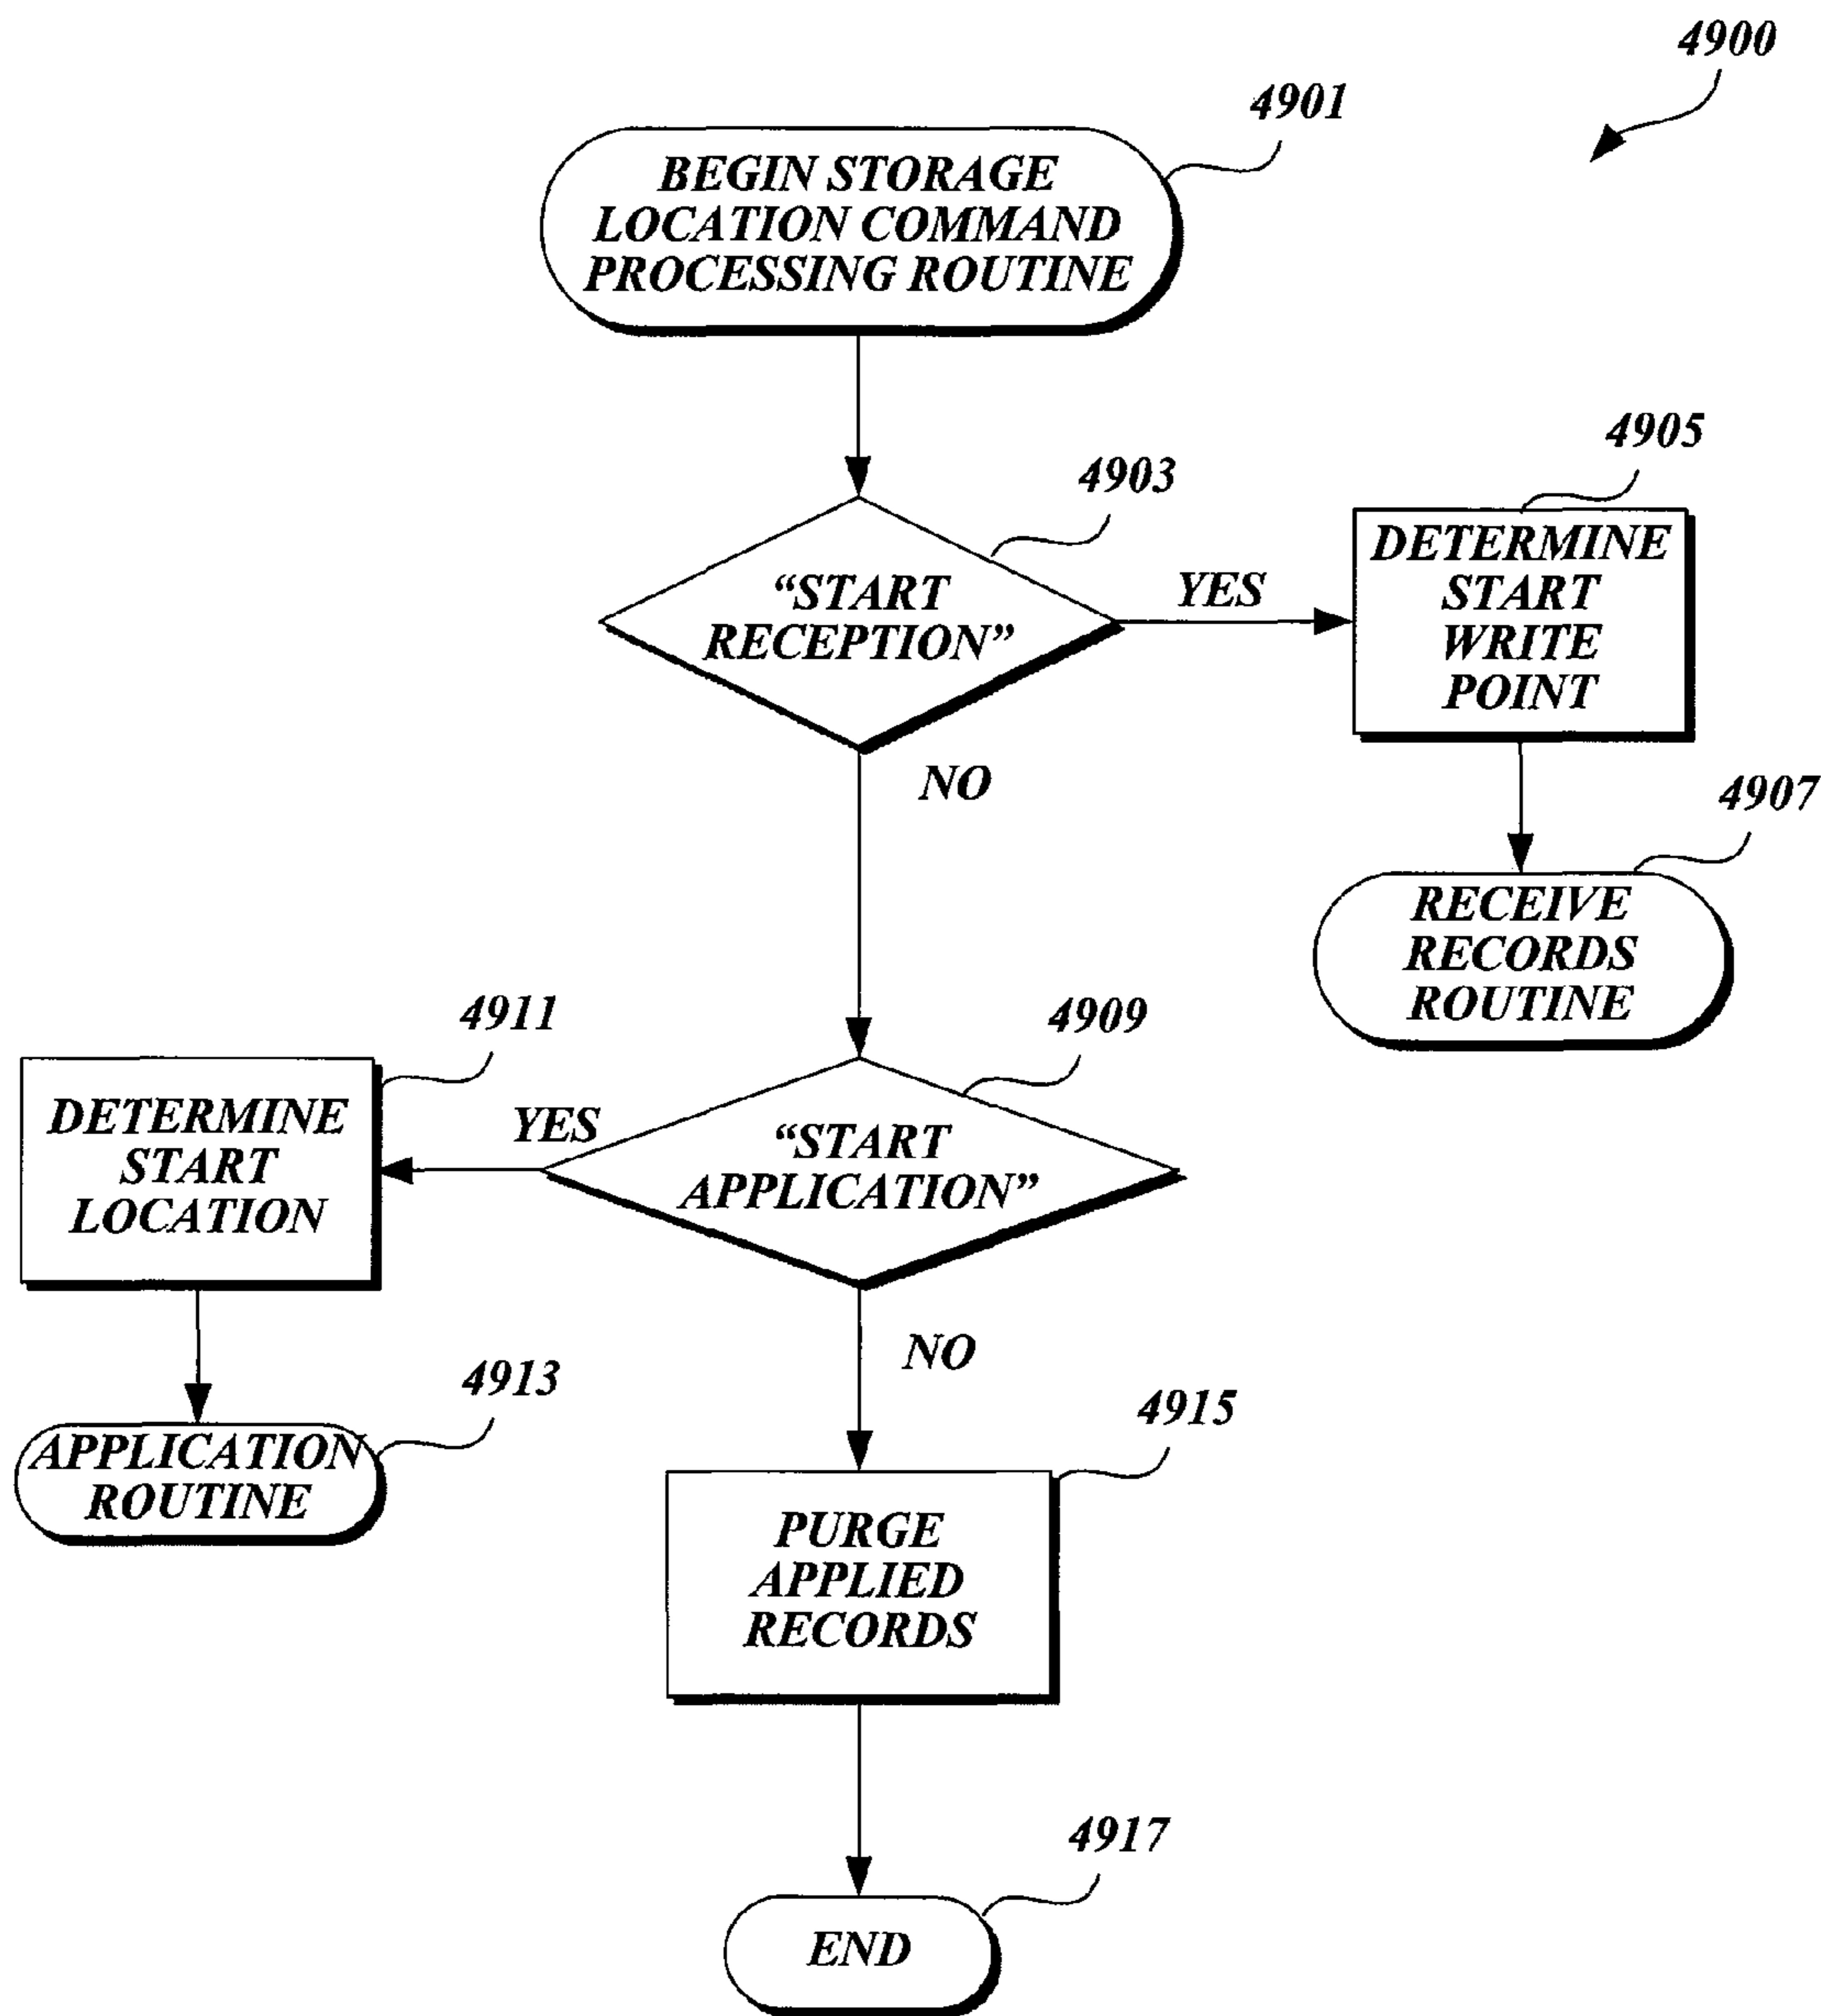 4900
4901
BEGIN STORAGE
LOCATION COMMAND
PROCESSING ROUTINE
4903
“START
RECEPTION”
YES
4905
DETERMINE
START
WRITE
POINT
NO
4907
RECEIVE
RECORDS
ROUTINE
4911
DETERMINE
START
LOCATION
4909
YES
“START
APPLICATION”
NO
4913
APPLICATION
ROUTINE
4915
PURGE
APPLIED
RECORDS
4917
END